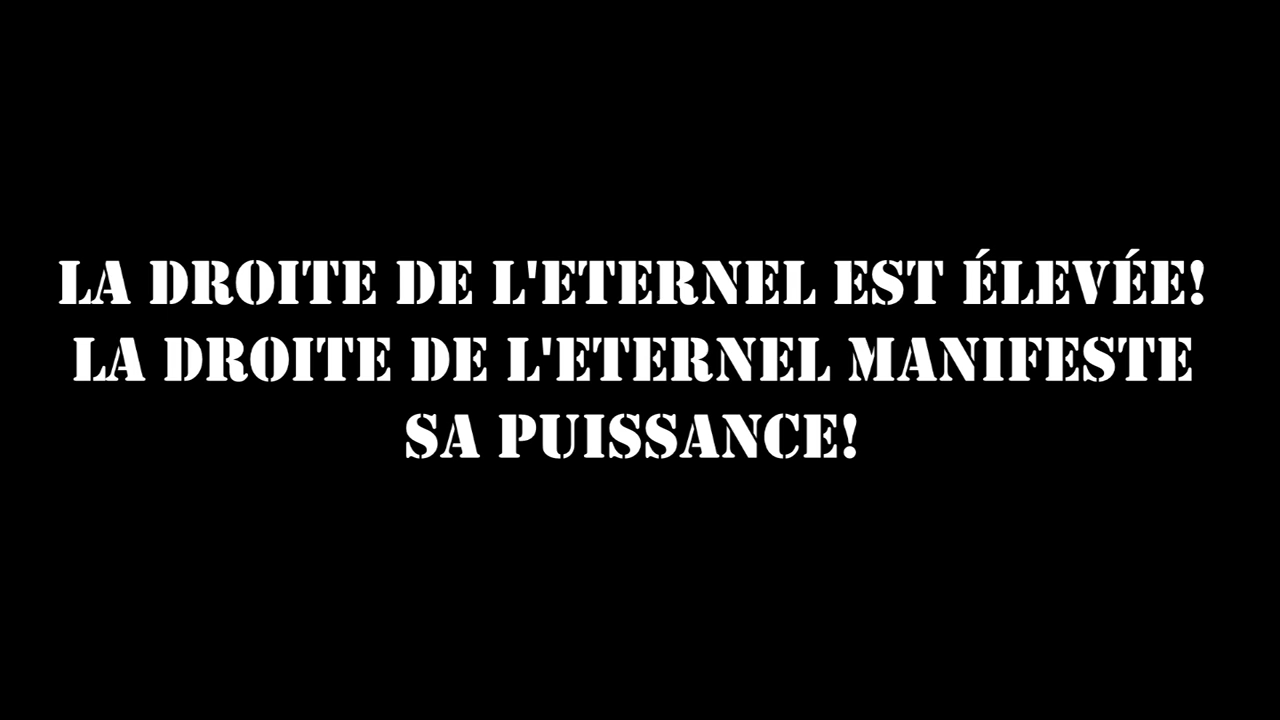 LA DROITE DE L'ETERNEL EST ÉLEVÉE!
LA DROITE DE L'ETERNEL MANIFESTE
SA PUISSANCE!